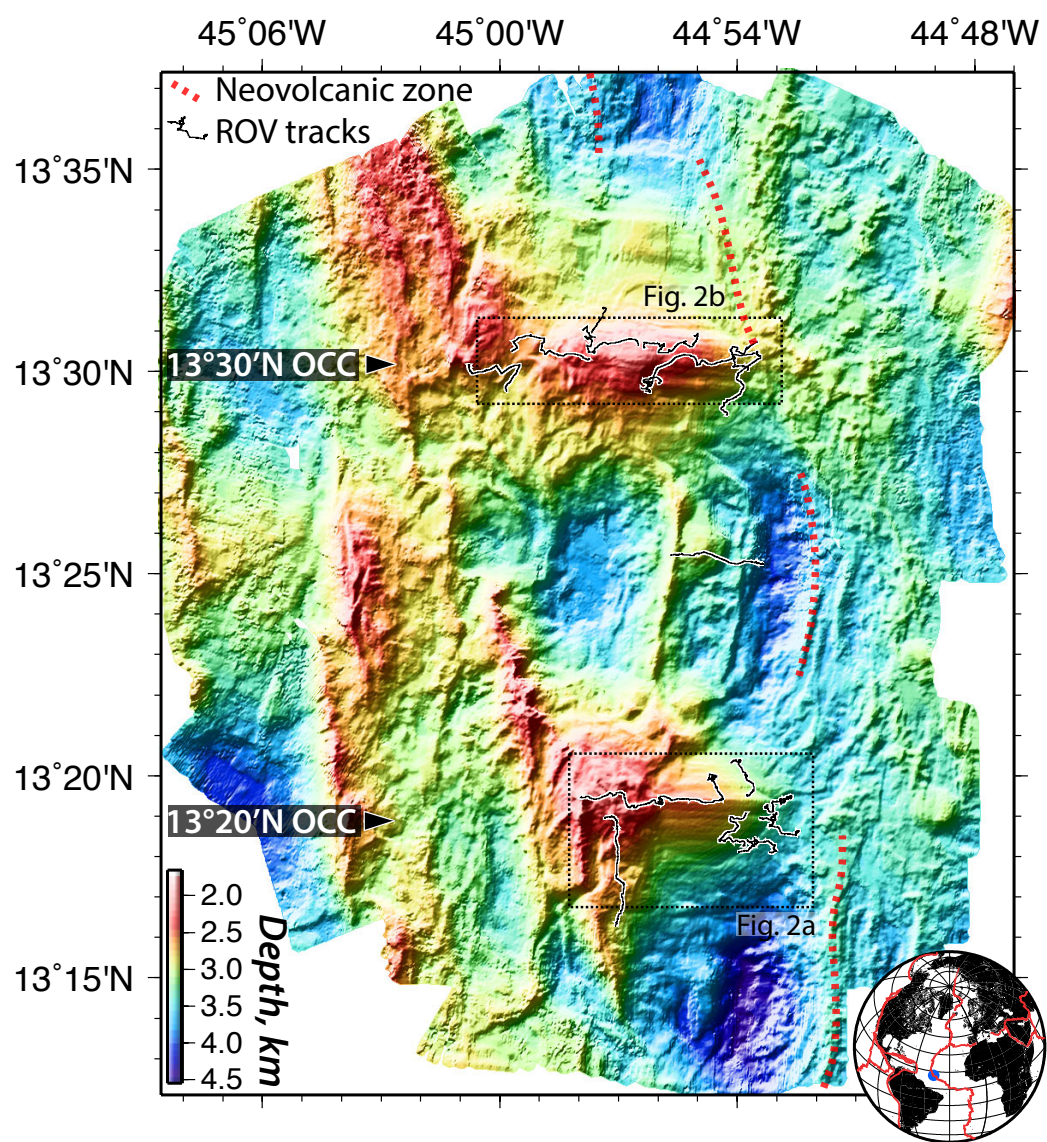 45°06'W 45°00'W 44°54'W 44°48'W
Neovolcanic zone
ROV tracks
13°35'N
Fig. 2b
13°30'N
13°30'N OCC
13°25'N
13°20'N
13°20'N OCC
2.0
2.5
3.0
3.5
4.0
4.5
Depth, km
Fig. 2a
13°15'N